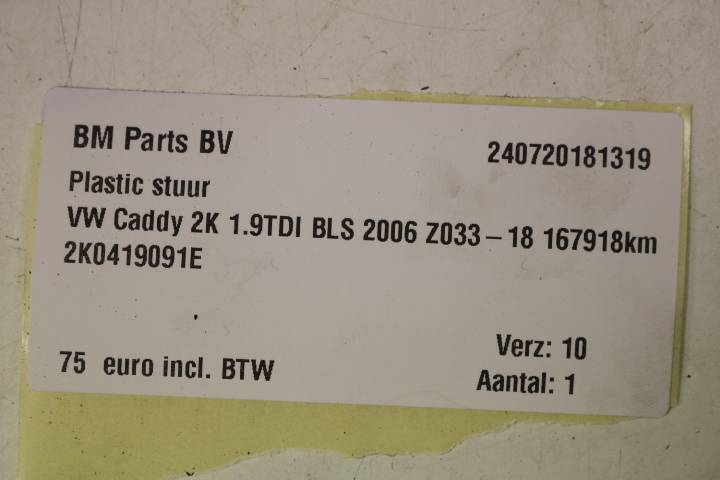 BM Parts BV
240720181319
Plastic stuur
VW Caddy 2K 1.9TDI BLS 2006 Z033-18 167918km
2K0419091E
75 euro incl. BTW
Verz: 10
Aantal: 1